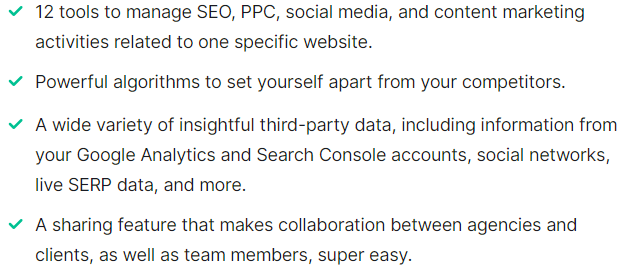 12 tools to manage SEO, PPC, social media, and content marketing
activities related to one specific website.
Powerful algorithms to set yourself apart from your competitors.
A wide variety of insightful third-party data, including information from
your Google Analytics and Search Console accounts, social networks,
live SERP data, and more.
A sharing feature that makes collaboration between agencies and
clients, as well as team members, super easy.